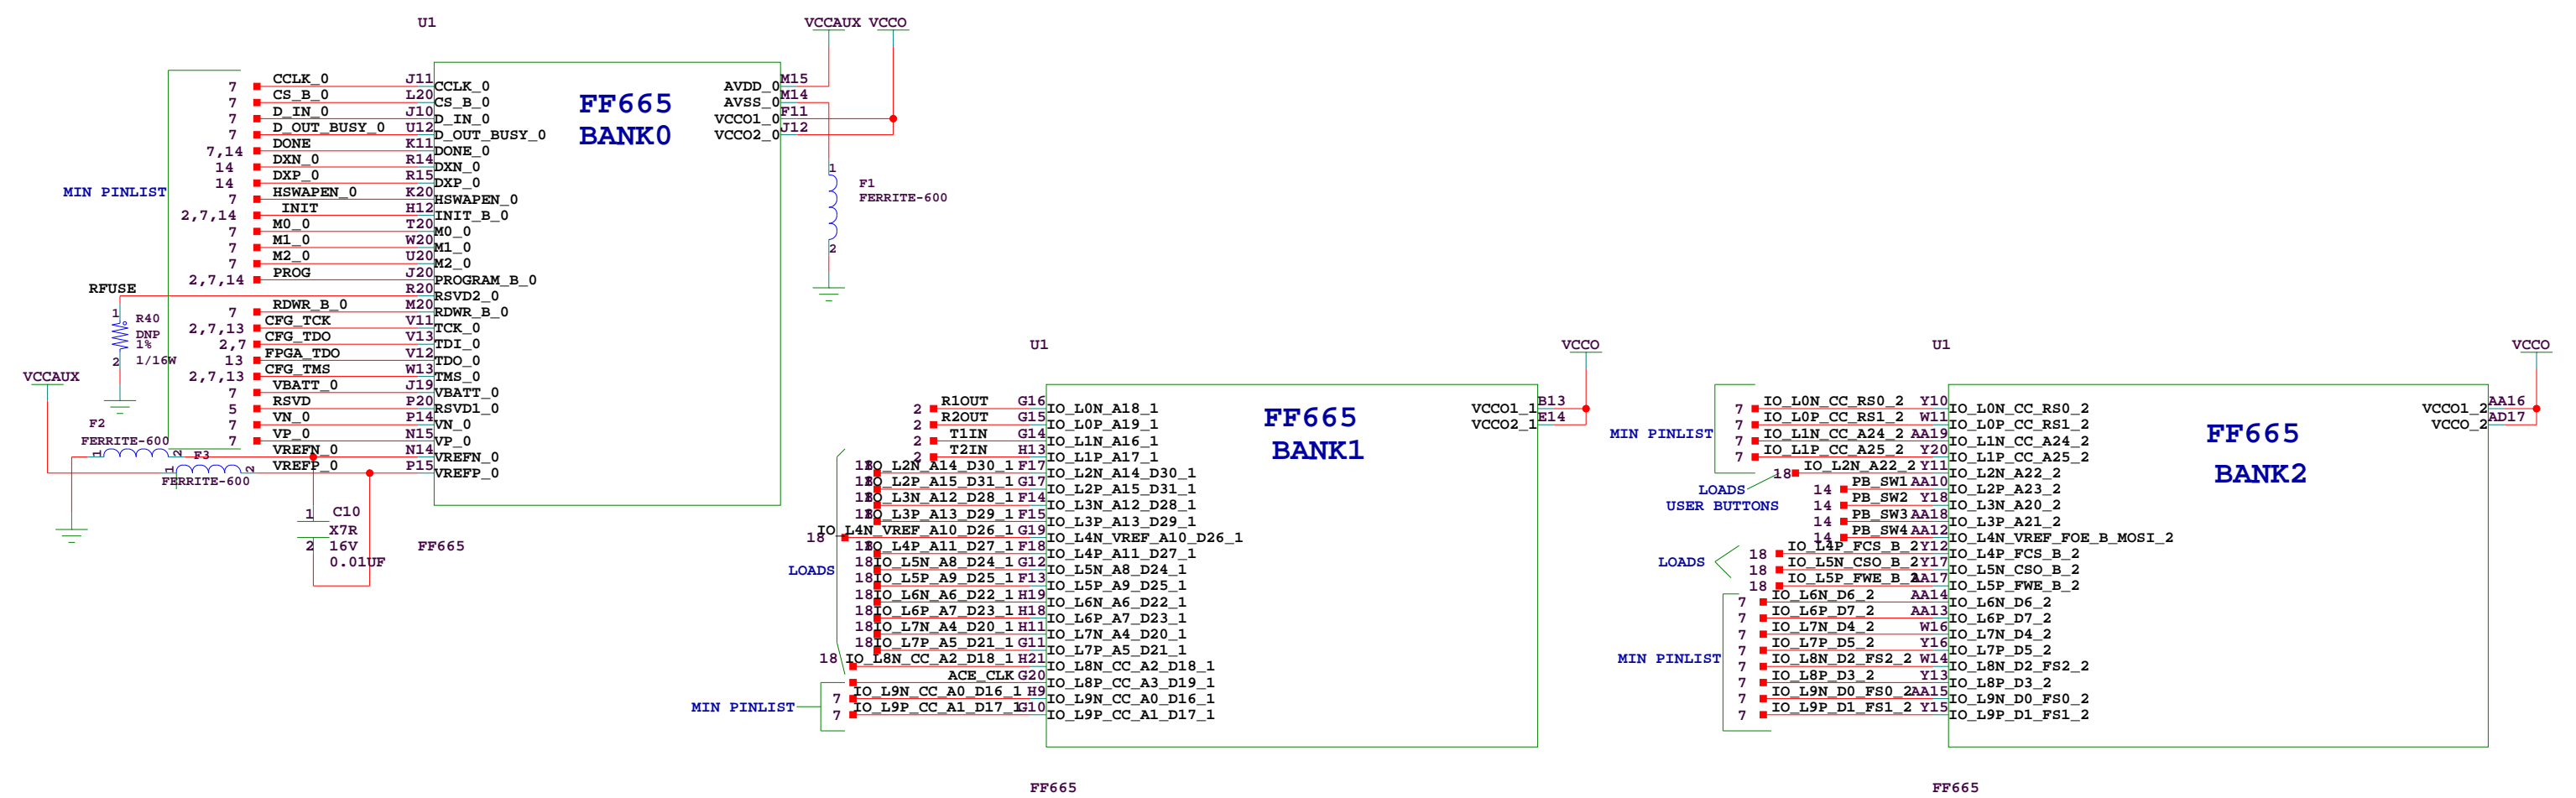 U1
VCCAUX VCCO
FF665
BANK0
MIN PINLIST
7 CCLK_0 J11 CCLK_0
7 CS_B_0 L20 CS_B_0
7 D_IN_0 J10 D_IN_0
7 D_OUT_BUSY_0 U12 D_OUT_BUSY_0
7,14 DONE K11 DONE_0
14 DXN_0 R14 DXN_0
14 DXP_0 R15 DXP_0
7 HSWAPEN_0 K20 HSWAPEN_0
2,7,14 INIT H12 INIT_B_0
7 M0_0 T20 M0_0
7 M1_0 W20 M1_0
7 M2_0 U20 M2_0
2,7,14 PROG J20 PROGRAM_B_0
RFUSE R20 RSVD2_0
7 RDWR_B_0 M20 RDWR_B_0
2,7,13 CFG_TCK V11 TCK_0
2,7 CFG_TDO V13 TDI_0
13 FPGA_TDO V12 TDO_0
2,7,13 CFG_TMS W13 TMS_0
7 VBATT_0 J19 VBATT_0
5 RSVD P20 RSVD1_0
7 VN_0 P14 VN_0
7 VP_0 N15 VP_0
VREFN_0 N14 VREFN_0
VREFP_0 P15 VREFP_0
AVDD_0 M15
AVSS_0 M14
VCCO1_0 F11
VCCO2_0 J12
1
F1
FERRITE-600
2
1
R40
DNP
1%
2 1/16W
VCCAUX
F2
FERRITE-600
1 2
F3
1 2
FERRITE-600
1 C10
X7R
2 16V
0.01UF
FF665
U1
VCCO
FF665
BANK1
2 R1OUT G16 IO_L0N_A18_1
2 R2OUT G15 IO_L0P_A19_1
2 T1IN G14 IO_L1N_A16_1
2 T2IN H13 IO_L1P_A17_1
18 IO_L2N_A14_D30_1 F17 IO_L2N_A14_D30_1
18 IO_L2P_A15_D31_1 G17 IO_L2P_A15_D31_1
18 IO_L3N_A12_D28_1 F14 IO_L3N_A12_D28_1
18 IO_L3P_A13_D29_1 F15 IO_L3P_A13_D29_1
18 IO_L4N_VREF_A10_D26_1 G19 IO_L4N_VREF_A10_D26_1
18 IO_L4P_A11_D27_1 F18 IO_L4P_A11_D27_1
18 IO_L5N_A8_D24_1 G12 IO_L5N_A8_D24_1
18 IO_L5P_A9_D25_1 F13 IO_L5P_A9_D25_1
18 IO_L6N_A6_D22_1 H19 IO_L6N_A6_D22_1
18 IO_L6P_A7_D23_1 H18 IO_L6P_A7_D23_1
18 IO_L7N_A4_D20_1 H11 IO_L7N_A4_D20_1
18 IO_L7P_A5_D21_1 G11 IO_L7P_A5_D21_1
18 IO_L8N_CC_A2_D18_1 H21 IO_L8N_CC_A2_D18_1
ACE_CLK G20 IO_L8P_CC_A3_D19_1
7 IO_L9N_CC_A0_D16_1 H9 IO_L9N_CC_A0_D16_1
7 IO_L9P_CC_A1_D17_1 G10 IO_L9P_CC_A1_D17_1
LOADS
MIN PINLIST
VCCO1_1 B13
VCCO2_1 E14
FF665
U1
VCCO
FF665
BANK2
7 IO_L0N_CC_RS0_2 Y10 IO_L0N_CC_RS0_2
7 IO_L0P_CC_RS1_2 W11 IO_L0P_CC_RS1_2
7 IO_L1N_CC_A24_2 AA19 IO_L1N_CC_A24_2
7 IO_L1P_CC_A25_2 Y20 IO_L1P_CC_A25_2
18 IO_L2N_A22_2 Y11 IO_L2N_A22_2
14 PB_SW1 AA10 IO_L2P_A23_2
14 PB_SW2 Y18 IO_L3N_A20_2
14 PB_SW3 AA18 IO_L3P_A21_2
14 PB_SW4 AA12 IO_L4N_VREF_FOE_B_MOSI_2
18 IO_L4P_FCS_B_2 Y12 IO_L4P_FCS_B_2
18 IO_L5N_CSO_B_2 Y17 IO_L5N_CSO_B_2
18 IO_L5P_FWE_B_2 AA17 IO_L5P_FWE_B_2
7 IO_L6N_D6_2 AA14 IO_L6N_D6_2
7 IO_L6P_D7_2 AA13 IO_L6P_D7_2
7 IO_L7N_D4_2 W16 IO_L7N_D4_2
7 IO_L7P_D5_2 Y16 IO_L7P_D5_2
7 IO_L8N_D2_FS2_2 W14 IO_L8N_D2_FS2_2
7 IO_L8P_D3_2 Y13 IO_L8P_D3_2
7 IO_L9N_D0_FS0_2 AA15 IO_L9N_D0_FS0_2
7 IO_L9P_D1_FS1_2 Y15 IO_L9P_D1_FS1_2
MIN PINLIST
LOADS
USER BUTTONS
LOADS
MIN PINLIST
VCCO1_2 AA16
VCCO_2 AD17
FF665